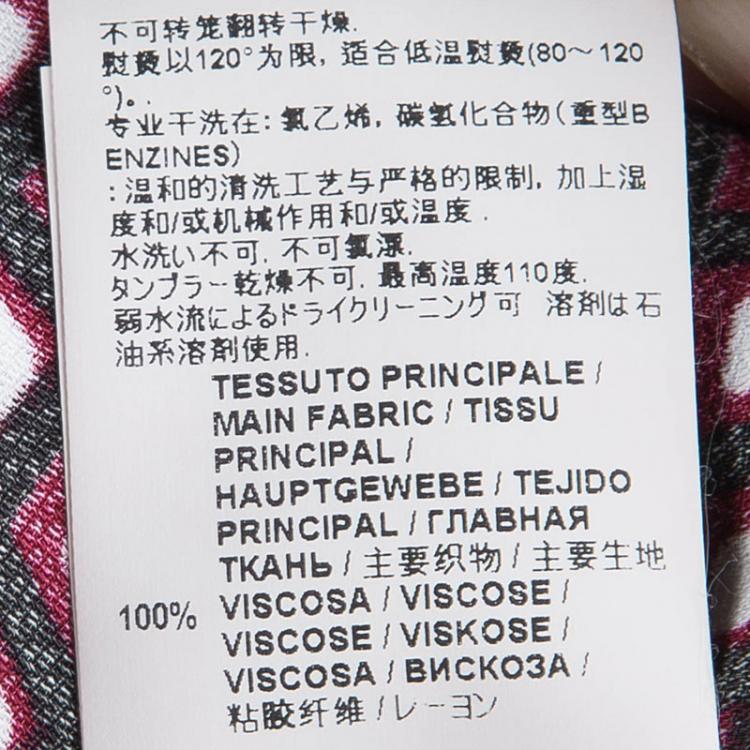 不可转笼翻转干燥.
熨烫以120°为限, 适合低温熨烫(80～120
°)。.
专业干洗在: 氯乙烯, 碳氢化合物(重型B
ENZINES)
: 温和的清洗工艺与严格的限制, 加上湿
度和/或机械作用和/或温度 .
水洗い不可. 不可氯漂.
タンブラー乾燥不可. 最高温度110度.
弱水流によるドライクリーニング可 溶剤は石
油系溶剤使用.
TESSUTO PRINCIPALE /
MAIN FABRIC / TISSU
PRINCIPAL /
HAUPTGEWEBE / TEJIDO
PRINCIPAL / ГЛАВНАЯ
ТКАНЬ / 主要织物 / 主要生地
100% VISCOSA / VISCOSE /
VISCOSE / VISKOSE /
VISCOSA / ВИСКОЗА /
粘胶纤维 / レーヨン